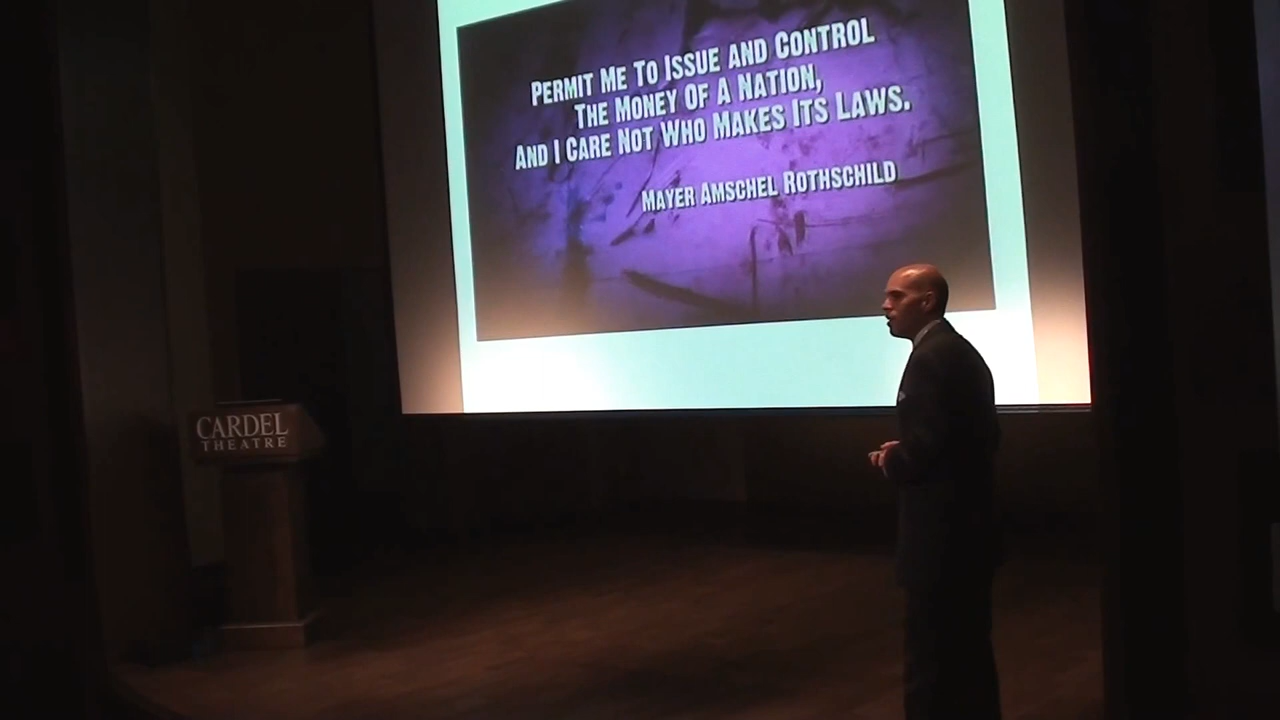 PERMIT ME TO ISSUE AND CONTROL
THE MONEY OF A NATION,
AND I CARE NOT WHO MAKES ITS LAWS.
MAYER AMSCHEL ROTHSCHILD
CARDEL
THEATRE